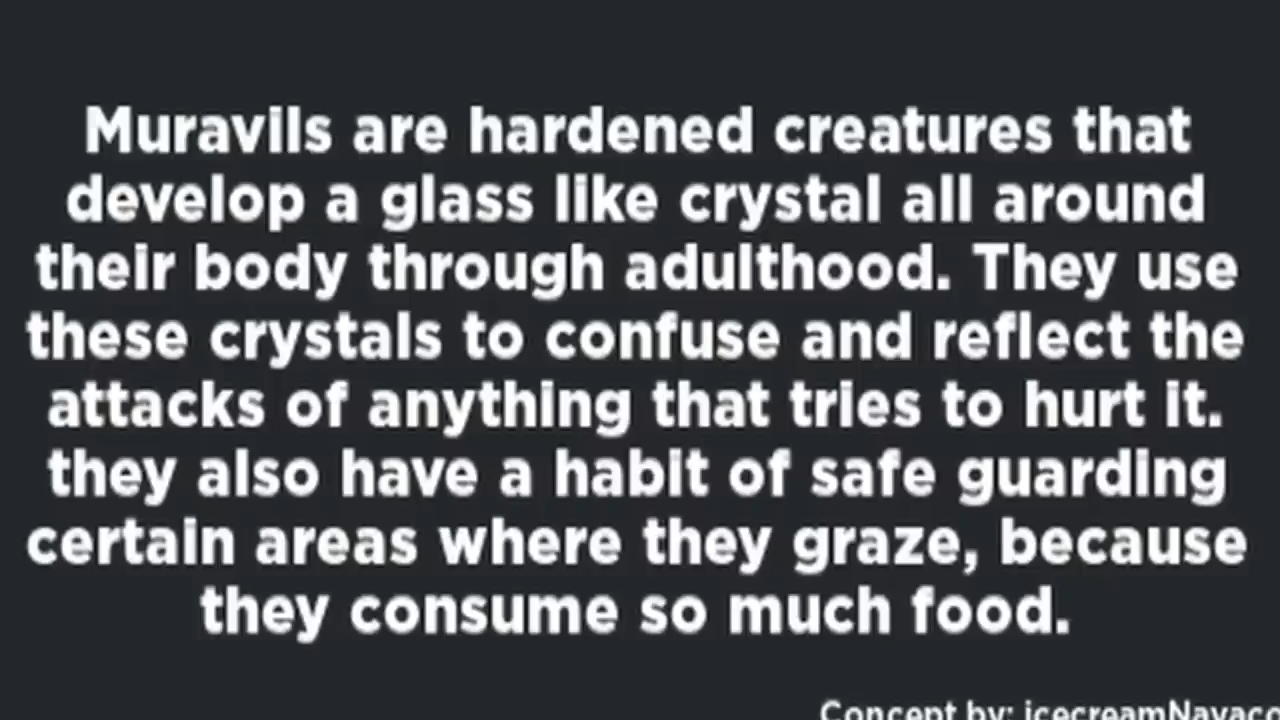 Muravils are hardened creatures that
develop a glass like crystal all around
their body through adulthood. They use
these crystals to confuse and reflect the
attacks of anything that tries to hurt it.
they also have a habit of safe guarding
certain areas where they graze, because
they consume so much food.
Concept by: